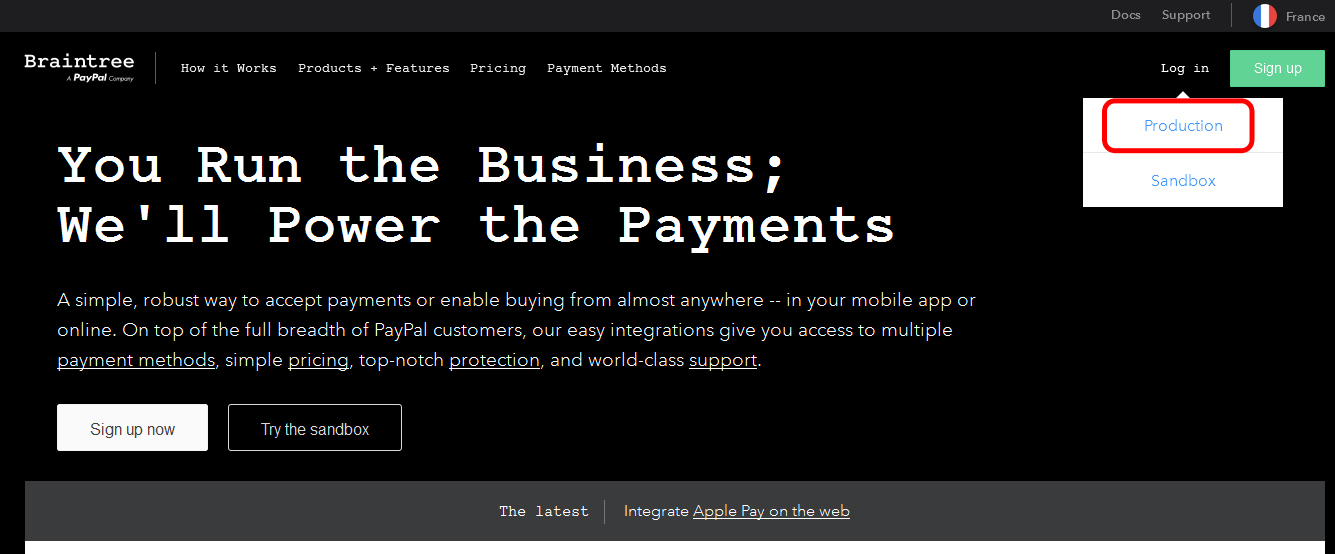 Docs Support France
Braintree
A PayPal Company
How it Works Products + Features Pricing Payment Methods
Log in Sign up
Production
Sandbox
You Run the Business;
We'll Power the Payments
A simple, robust way to accept payments or enable buying from almost anywhere -- in your mobile app or
online. On top of the full breadth of PayPal customers, our easy integrations give you access to multiple
payment methods, simple pricing, top-notch protection, and world-class support.
Sign up now Try the sandbox
The latest Integrate Apple Pay on the web